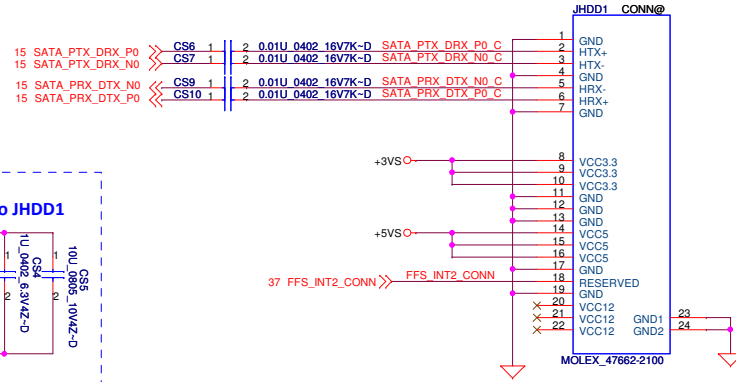 JHDD1 CONN@
15 SATA_PTX_DRX_P0 CS6 1 2 0.01U_0402_16V7K~D SATA_PTX_DRX_P0_C
15 SATA_PTX_DRX_N0 CS7 1 2 0.01U_0402_16V7K~D SATA_PTX_DRX_N0_C
15 SATA_PRX_DTX_N0 CS9 1 2 0.01U_0402_16V7K~D SATA_PRX_DTX_N0_C
15 SATA_PRX_DTX_P0 CS10 1 2 0.01U_0402_16V7K~D SATA_PRX_DTX_P0_C
1 GND
2 HTX+
3 HTX-
4 GND
5 HRX-
6 HRX+
7 GND
+3VS
8 VCC3.3
9 VCC3.3
10 VCC3.3
11 GND
12 GND
13 GND
+5VS
14 VCC5
15 VCC5
16 VCC5
17 GND
37 FFS_INT2_CONN FFS_INT2_CONN
18 RESERVED
19 GND
20 VCC12
21 VCC12 GND1 23
22 VCC12 GND2 24
MOLEX_47662-2100
o JHDD1
1
2
CS4
1U_0402_6.3V4Z~D
1
2
CS5
10U_0805_10V4Z~D